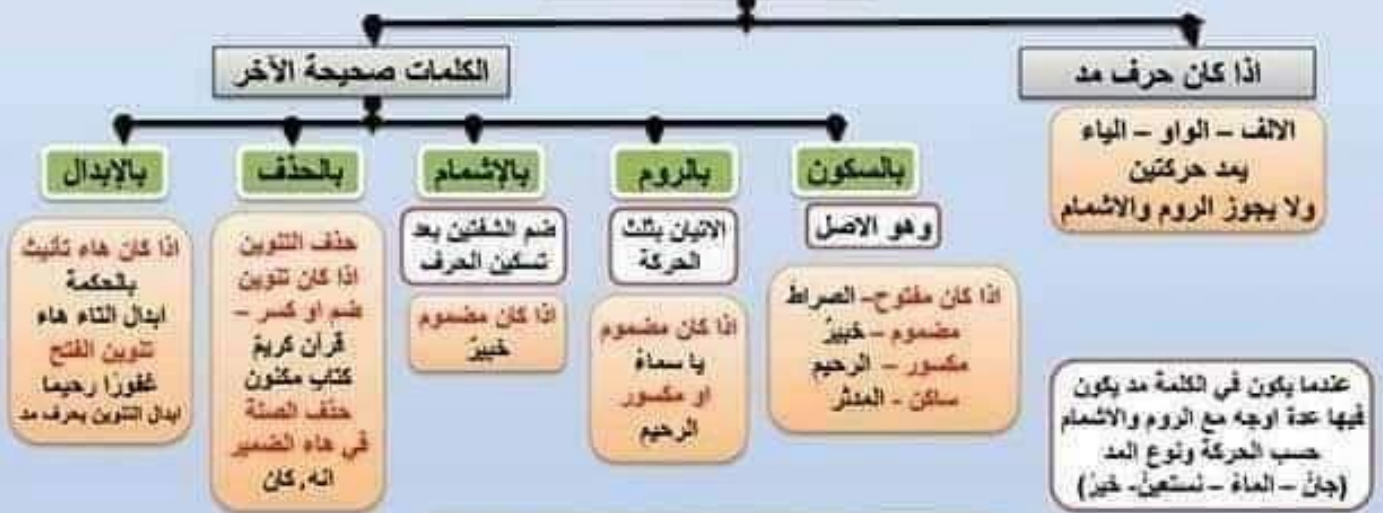 اذا كان حرف مد
الالف – الواو – الياء
يمد حركتين
ولا يجوز الروم والاشمام
الكلمات صحيحة الآخر
بالسكون
وهو الاصل
اذا كان مفتوح- الصراط
مضموم – خبيرٌ
مكسور – الرحيم
ساكن - المدثر
بالروم
الاتيان بثلث
الحركة
اذا كان مضموم
يا سماءُ
او مكسور
الرحيم
بالإشمام
ضم الشفتين بعد
تسكين الحرف
اذا كان مضموم
خبيرٌ
بالحذف
حذف التنوين
اذا كان تنوين
ضم او كسر –
قرآن كريمٌ
كتاب مكنون
حذف الصلة
في هاء الضمير
انه, كان
بالإبدال
اذا كان هاء تأنيث
بالحكمة
ابدال التاء هاء
تنوين الفتح
غفورًا رحيما
ابدال التنوين بحرف مد
عندما يكون في الكلمة مد يكون
فيها عدة اوجه مع الروم والاشمام
حسب الحركة ونوع المد
(جانٌ – الماءُ – نستعينُ- خيرٌ)